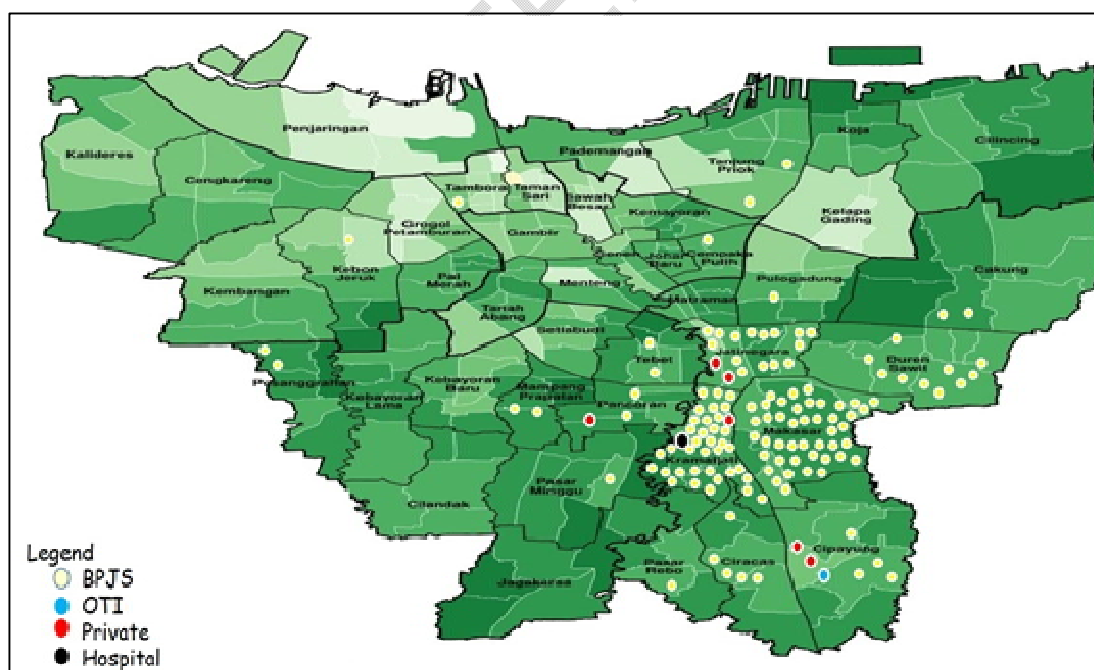 Penjaringan
Kalideres
Cengkareng
Pademangan
Koja
Cilincing
Tanjung
Priok
Tambora
Taman
Sari
Sawah
Besar
Kemayoran
Kelapa
Gading
Grogol
Petamburan
Gambir
Senen
Johar
Baru
Cempaka
Putih
Kebon
Jeruk
Pal
Merah
Menteng
Pulogadung
Cakung
Kembangan
Matraman
Tanah
Abang
Setiabudi
Jatinegara
Tebet
Duren
Sawit
Pesanggrahan
Kebayoran
Baru
Kebayoran
Lama
Mampang
Prapatan
Pancoran
Makasar
Kramatjati
Pasar
Minggu
Cilandak
Pasar
Rebo
Ciracas
Cipayung
Jagakarsa
Legend
BPJS
OTI
Private
Hospital